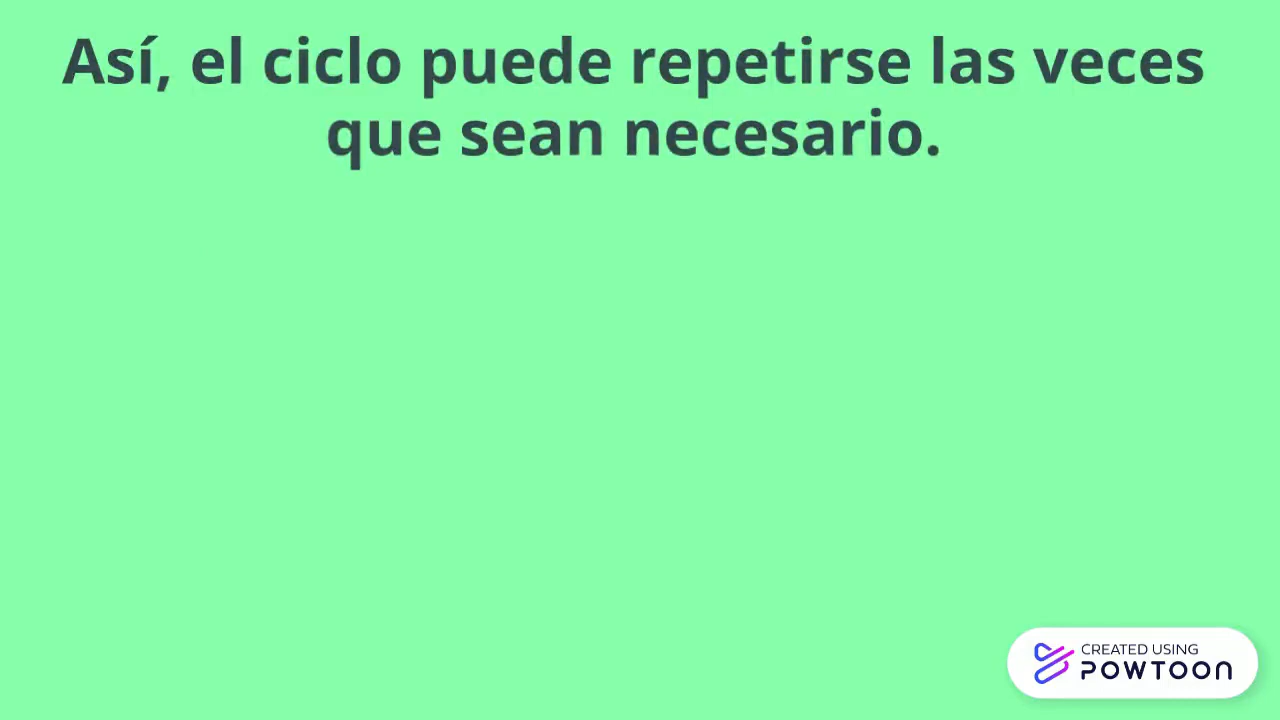 Así, el ciclo puede repetirse las veces
que sean necesario.
CREATED USING
POWTOON